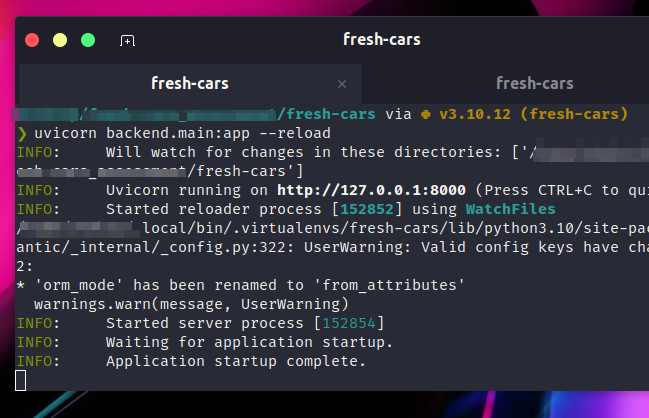 fresh-cars
fresh-cars × fresh-cars
/fresh-cars via v3.10.12 (fresh-cars)
❯ uvicorn backend.main:app --reload
INFO: Will watch for changes in these directories: ['/
/fresh-cars']
INFO: Uvicorn running on http://127.0.0.1:8000 (Press CTRL+C to qui
INFO: Started reloader process [152852] using WatchFiles
/ local/bin/.virtualenvs/fresh-cars/lib/python3.10/site-pac
antic/_internal/_config.py:322: UserWarning: Valid config keys have cha
2:
* 'orm_mode' has been renamed to 'from_attributes'
warnings.warn(message, UserWarning)
INFO: Started server process [152854]
INFO: Waiting for application startup.
INFO: Application startup complete.